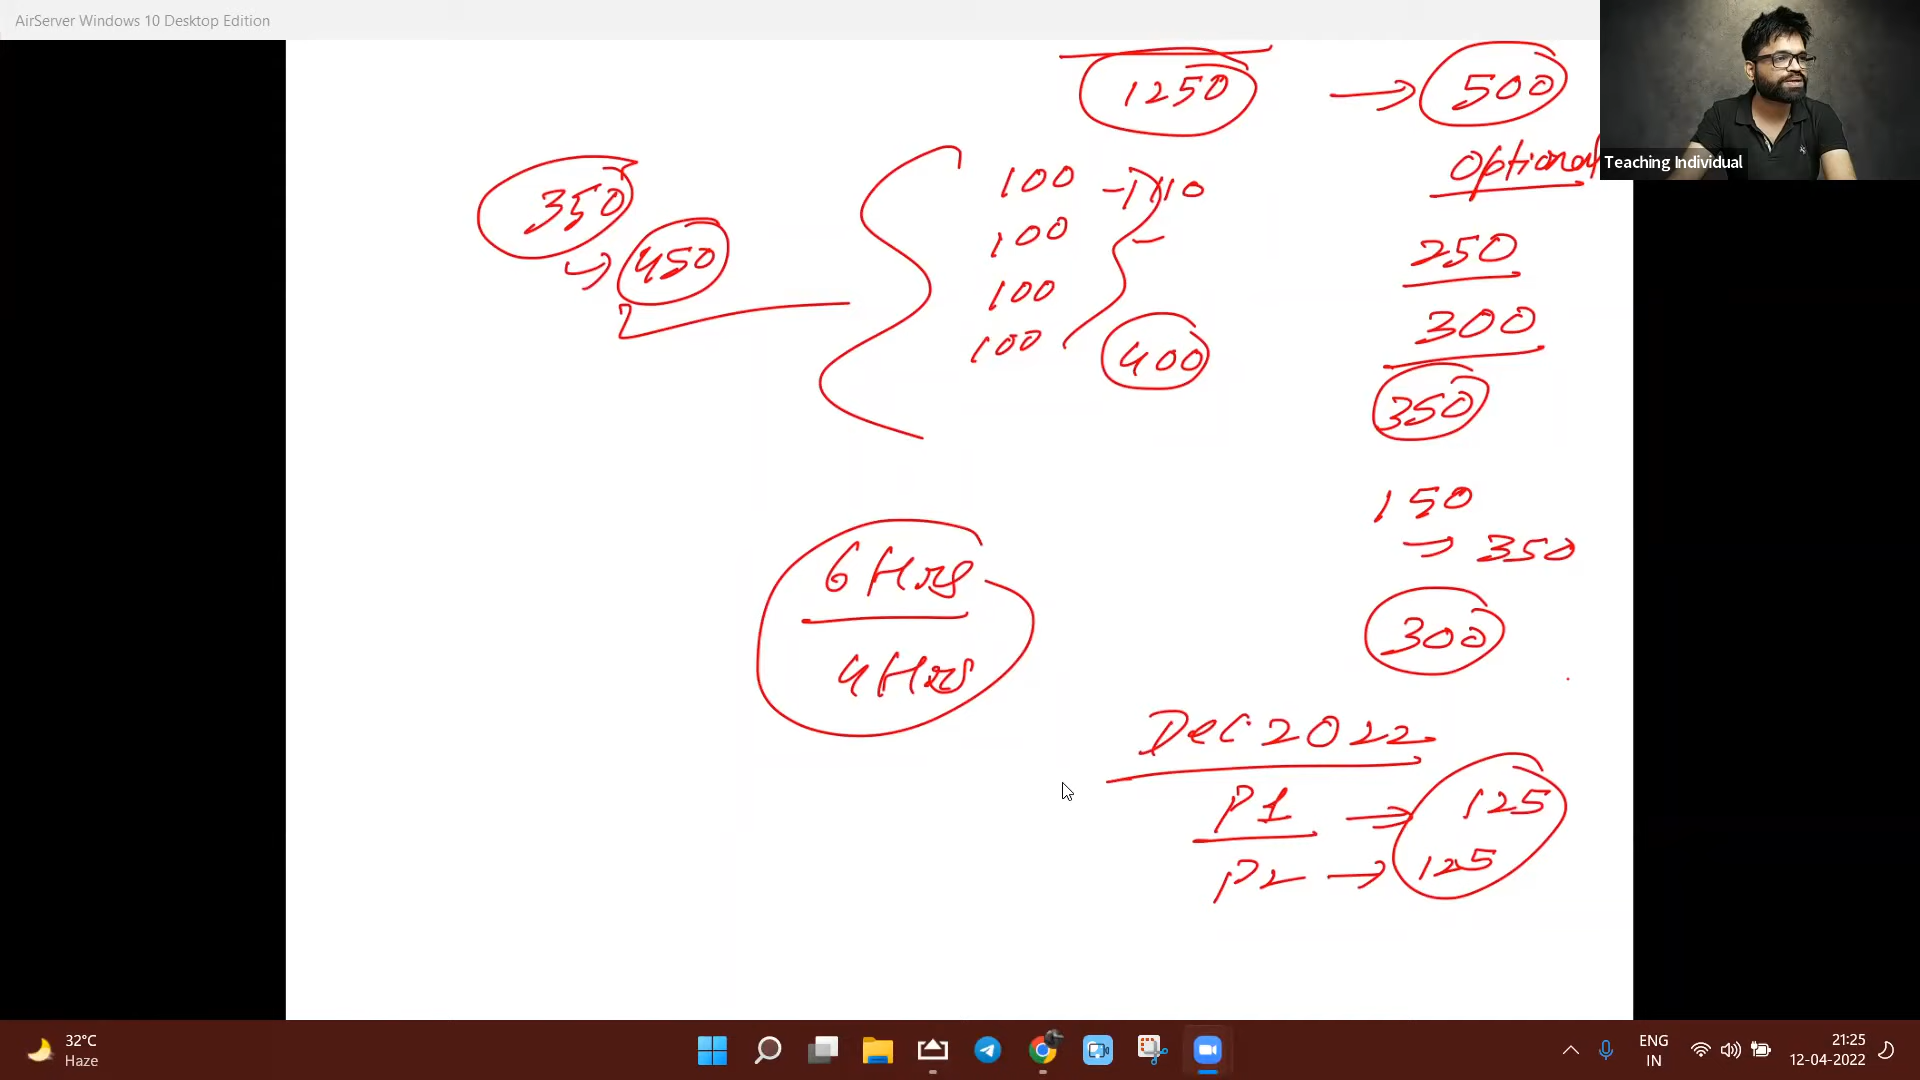 AirServer Windows 10 Desktop Edition
1250 → 500
Optional
Teaching Individual
350
→ 450
100 - 110
100 -
100
100
400
250
300
350
150
→ 350
300
6 Hrs
4 Hrs
Dec 2022
P1 → 125
P2 → 125
32°C
Haze
ENG
IN
21:25
12-04-2022